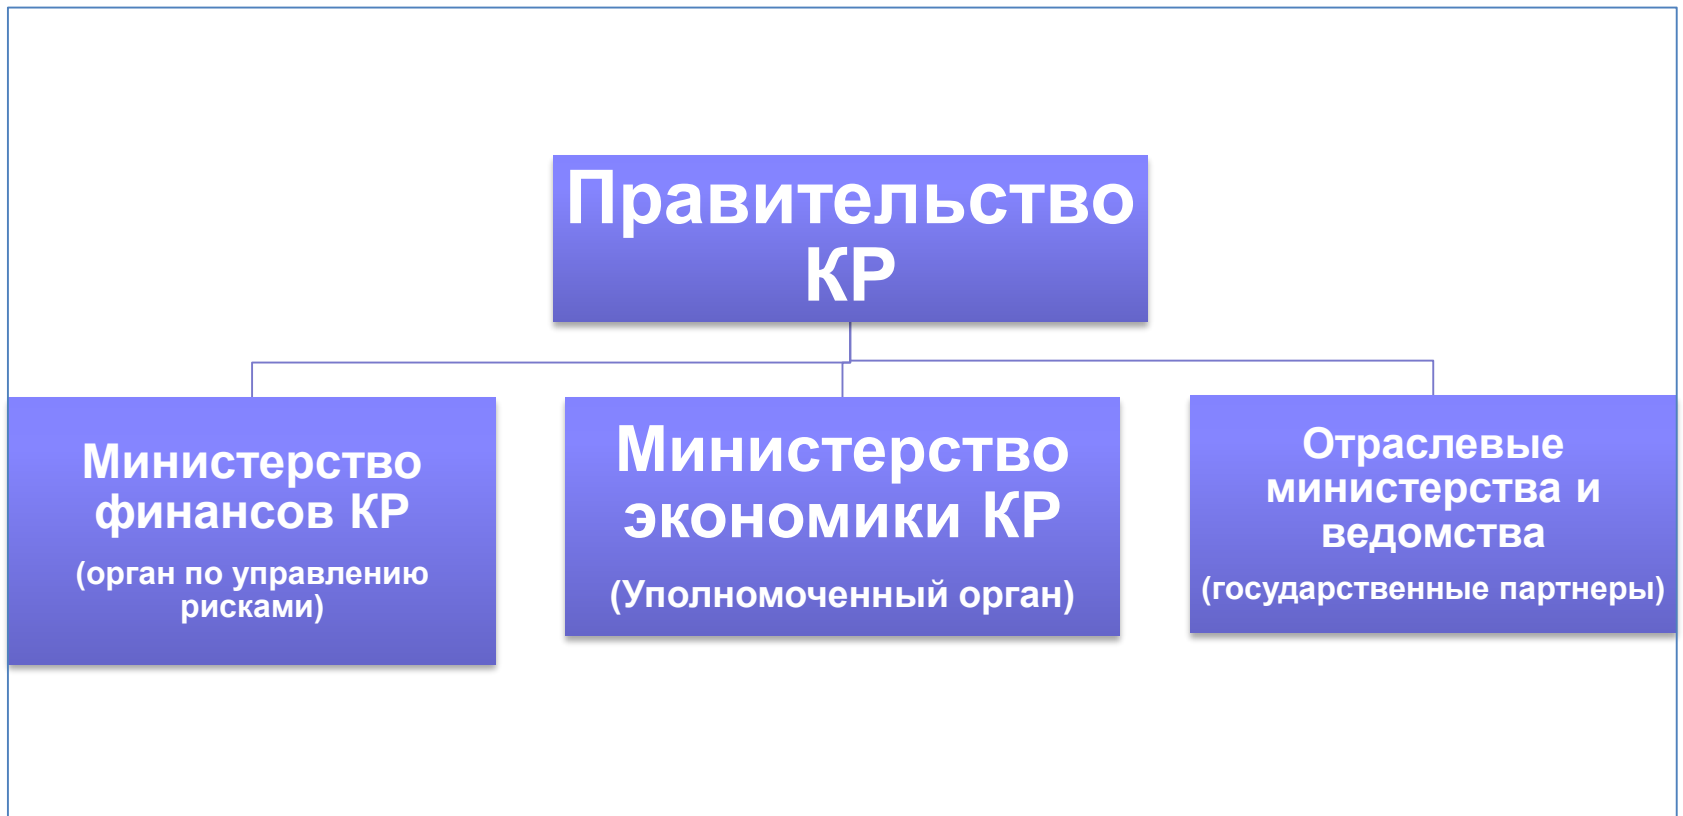 Правительство
КР
Министерство
финансов КР
(орган по управлению
рисками)
Министерство
экономики КР
(Уполномоченный орган)
Отраслевые
министерства и
ведомства
(государственные партнеры)